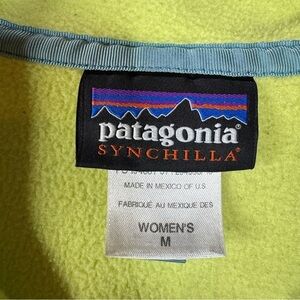 patagonia®
SYNCHILLA®
MADE IN MEXICO OF U.S
FABRIQUE AU MEXIQUE DES
WOMEN'S
M